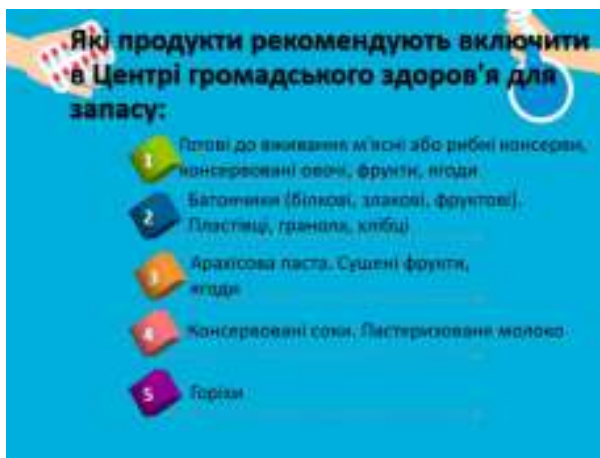 Які продукти рекомендують включити
в Центрі громадського здоров'я для
запасу:
1
Готові до вживання м'ясні або рибні консерви,
консервовані овочі, фрукти, ягоди
2
Батончики (білкові, злакові, фруктові).
Пластівці, гранола, хлібці
3
Арахісова паста. Сушені фрукти,
ягоди
4
Консервовані соки. Пастеризоване молоко
5
Горіхи